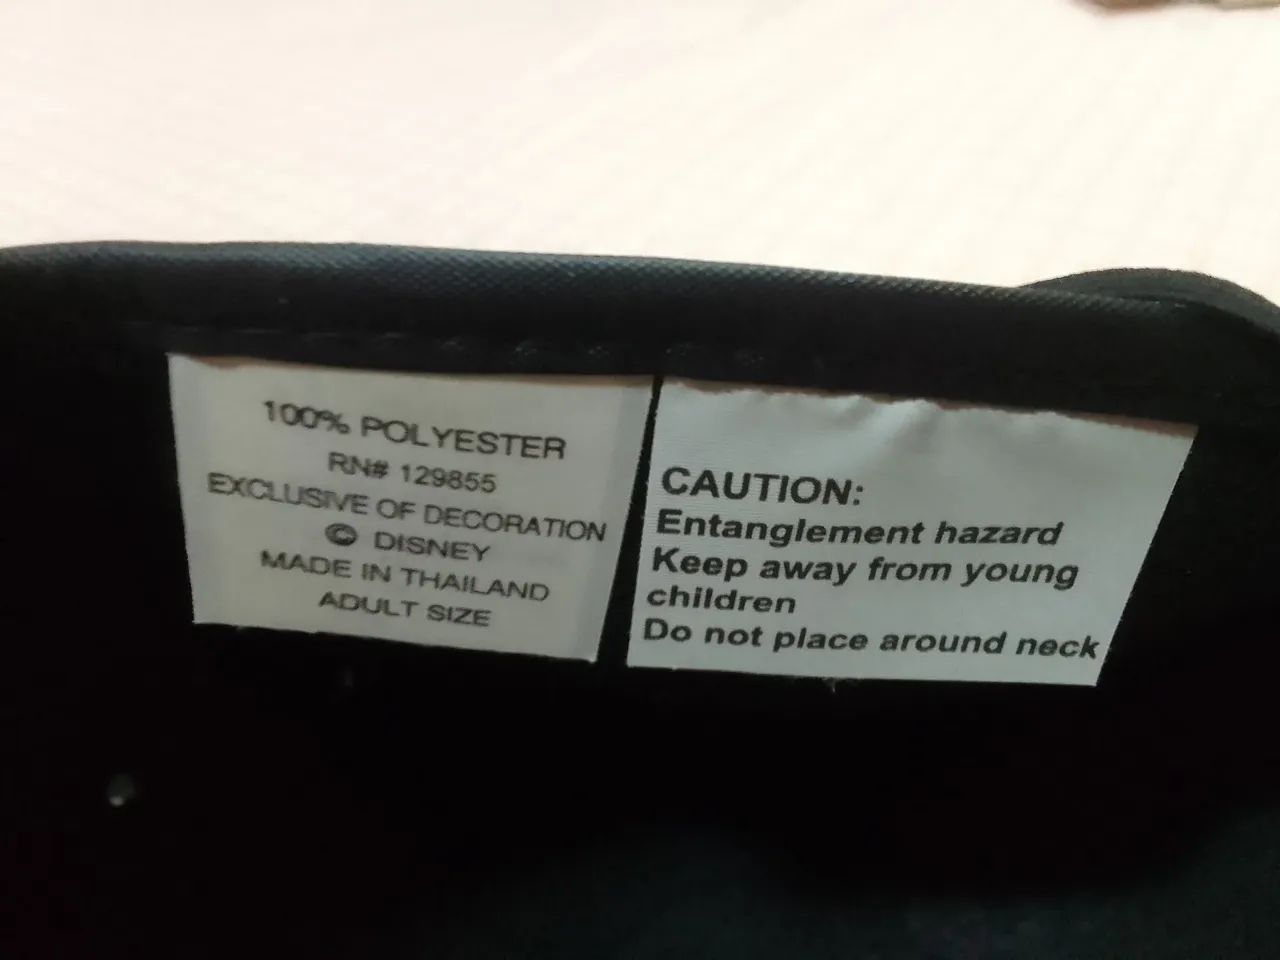 100% POLYESTER
RN# 129855
EXCLUSIVE OF DECORATION
© DISNEY
MADE IN THAILAND
ADULT SIZE
CAUTION:
Entanglement hazard
Keep away from young
children
Do not place around neck